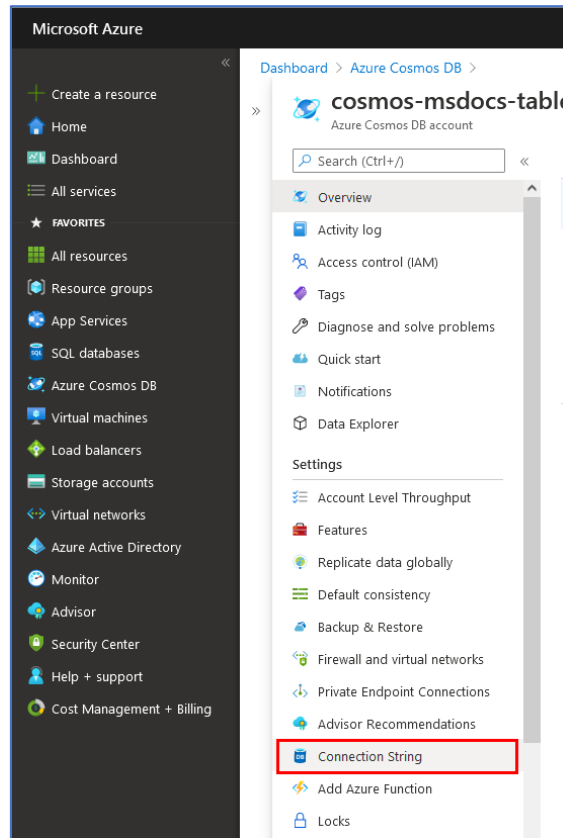 Microsoft Azure
«
Create a resource
Home
Dashboard
All services
FAVORITES
All resources
Resource groups
App Services
SQL databases
Azure Cosmos DB
Virtual machines
Load balancers
Storage accounts
Virtual networks
Azure Active Directory
Monitor
Advisor
Security Center
Help + support
Cost Management + Billing
Dashboard > Azure Cosmos DB >
»
cosmos-msdocs-table
Azure Cosmos DB account
Search (Ctrl+/)
«
Overview
Activity log
Access control (IAM)
Tags
Diagnose and solve problems
Quick start
Notifications
Data Explorer
Settings
Account Level Throughput
Features
Replicate data globally
Default consistency
Backup & Restore
Firewall and virtual networks
Private Endpoint Connections
Advisor Recommendations
Connection String
Add Azure Function
Locks